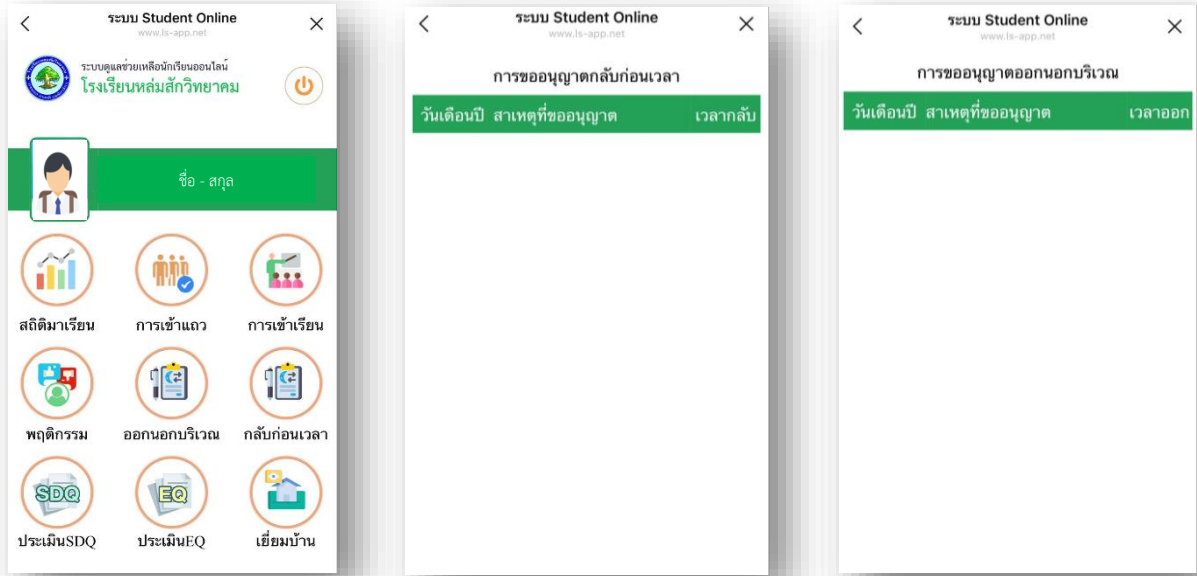 ระบบ Student Online
www.ls-app.net
ระบบดูแลช่วยเหลือนักเรียนออนไลน์
โรงเรียนหล่มสักวิทยาคม
ชื่อ - สกุล
สถิติมาเรียน การเข้าแถว การเข้าเรียน
พฤติกรรม ออกนอกบริเวณ กลับก่อนเวลา
SDQ EQ
ประเมินSDQ ประเมินEQ เยี่ยมบ้าน
ระบบ Student Online
www.ls-app.net
การขออนุญาตกลับก่อนเวลา
วันเดือนปี สาเหตุที่ขออนุญาต เวลากลับ
ระบบ Student Online
www.ls-app.net
การขออนุญาตออกนอกบริเวณ
วันเดือนปี สาเหตุที่ขออนุญาต เวลาออก